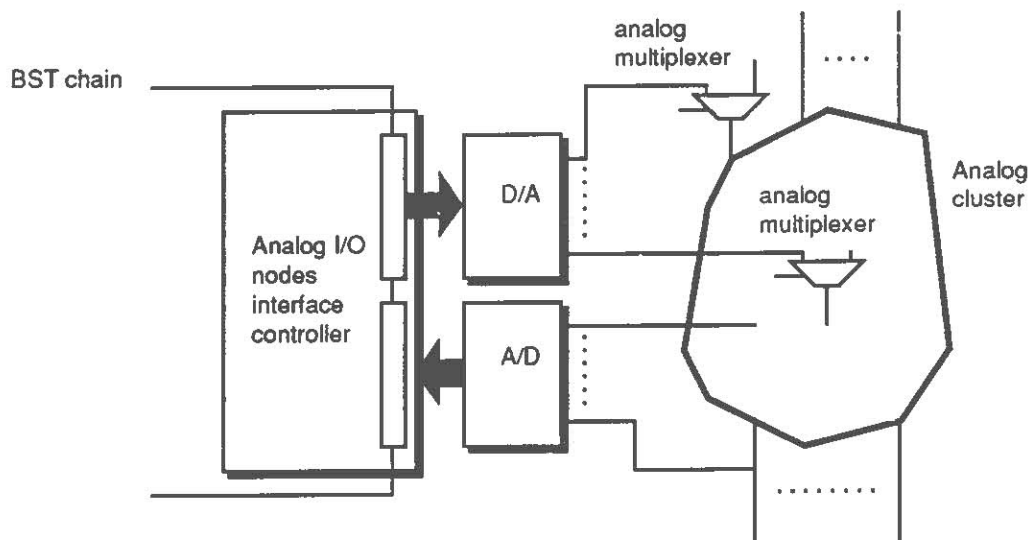 BST chain
analog
multiplexer
Analog I/O
nodes
interface
controller
D/A
A/D
analog
multiplexer
Analog
cluster